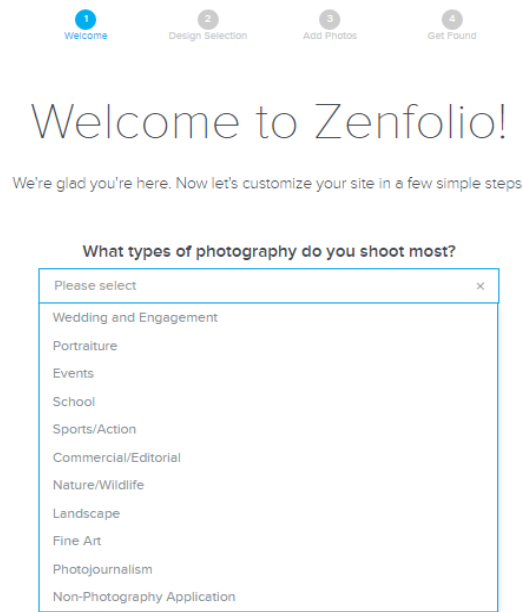 1 2 3 4
Welcome Design Selection Add Photos Get Found
Welcome to Zenfolio!
We're glad you're here. Now let's customize your site in a few simple steps
What types of photography do you shoot most?
Please select ×
Wedding and Engagement
Portraiture
Events
School
Sports/Action
Commercial/Editorial
Nature/Wildlife
Landscape
Fine Art
Photojournalism
Non-Photography Application